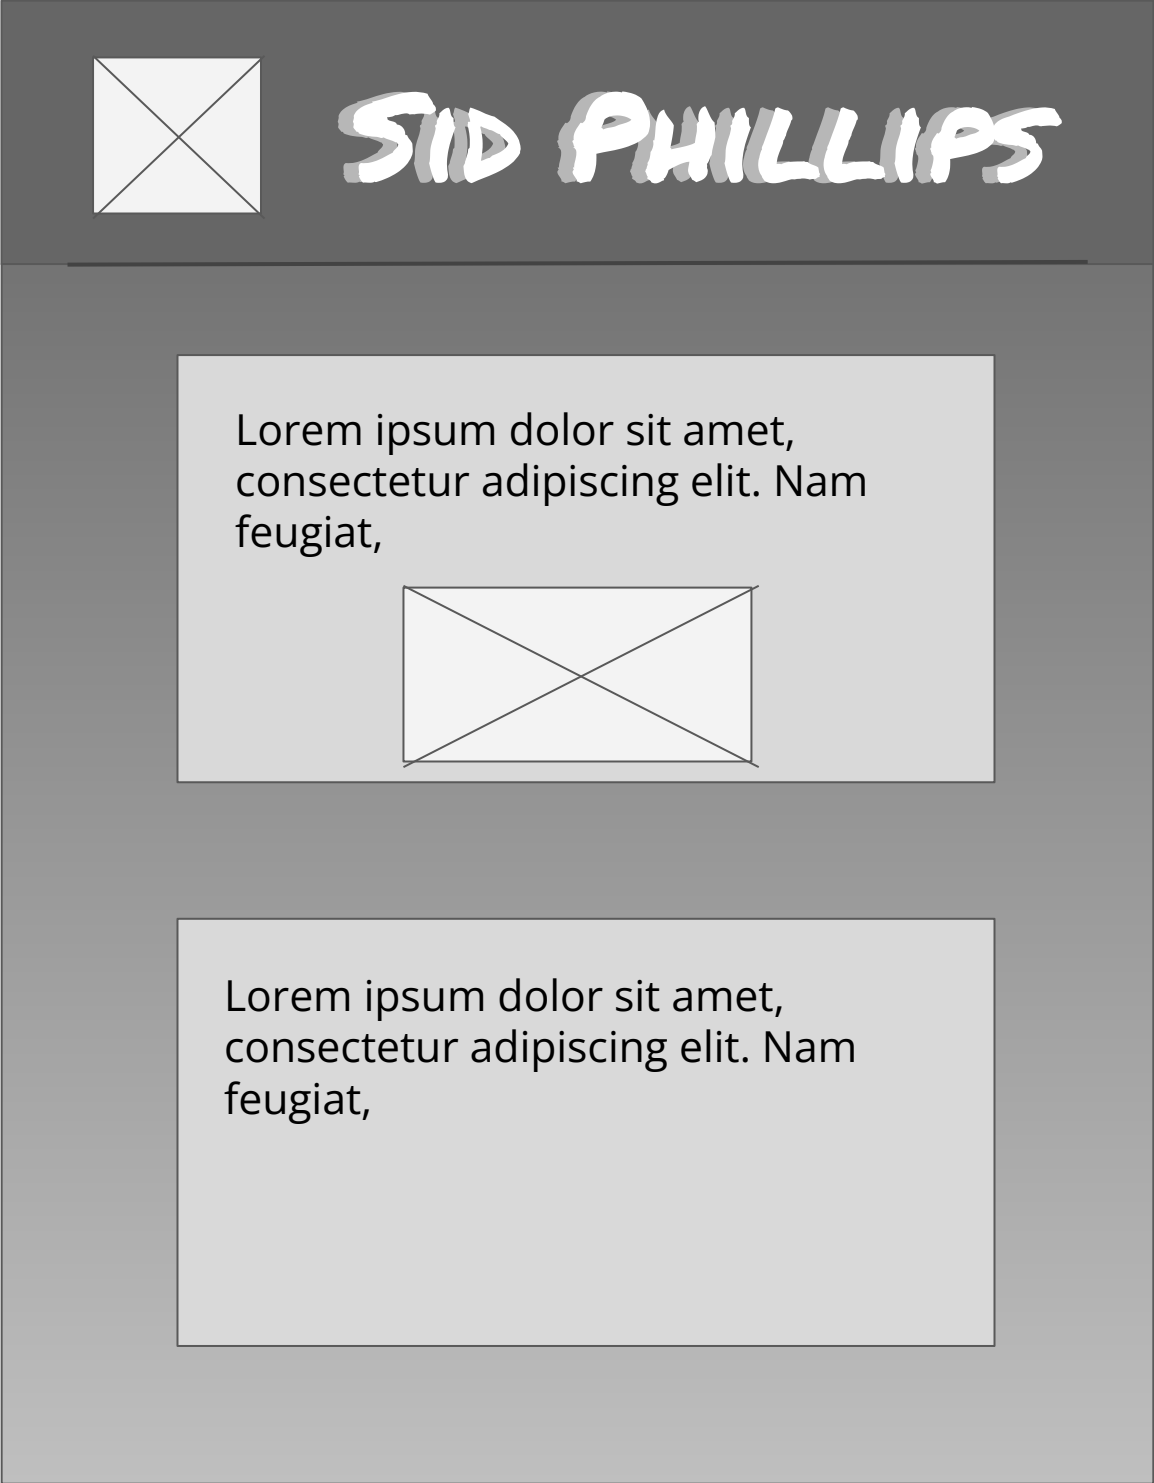 Sid Phillips
Lorem ipsum dolor sit amet,
consectetur adipiscing elit. Nam
feugiat,
Lorem ipsum dolor sit amet,
consectetur adipiscing elit. Nam
feugiat,